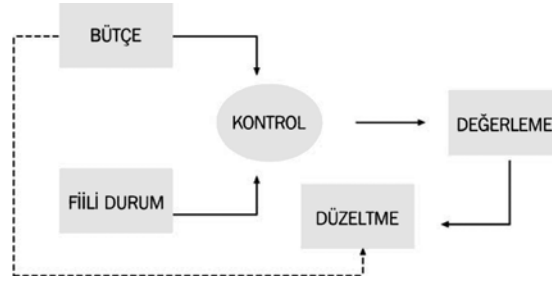 BÜTÇE
KONTROL
DEĞERLEME
FİİLİ DURUM
DÜZELTME